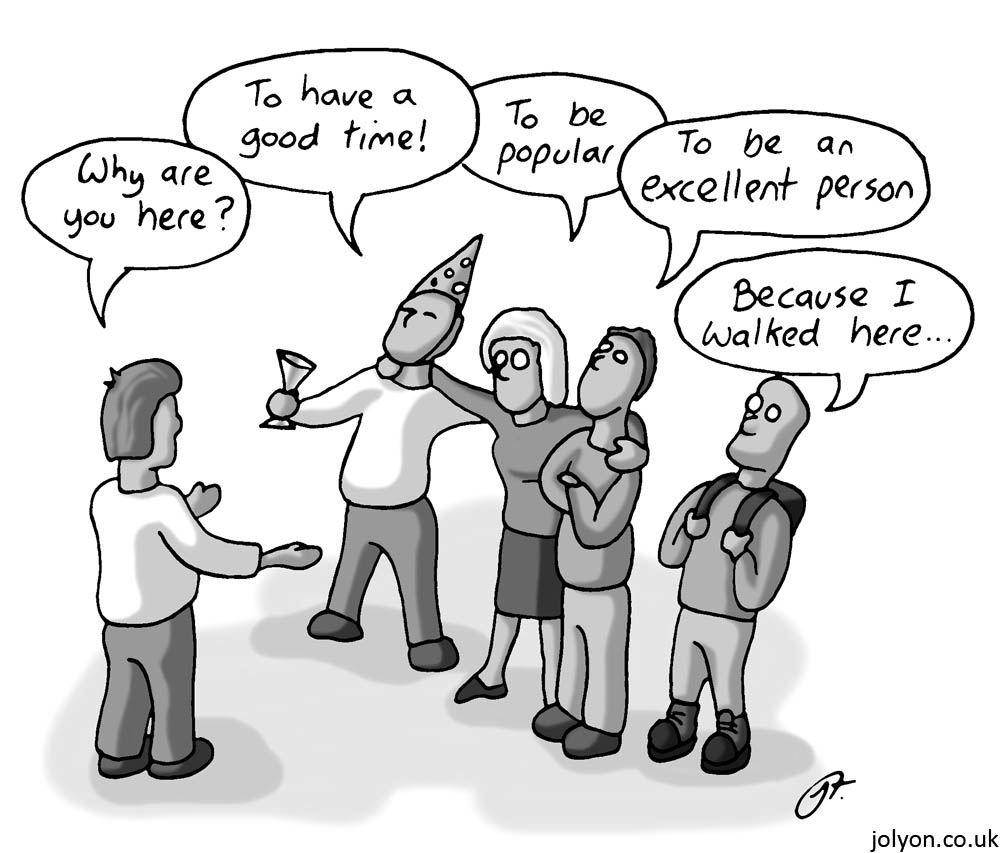 Why are
you here?
To have a
good time!
To be
popular
To be an
excellent person
Because I
walked here...
jolyon.co.uk